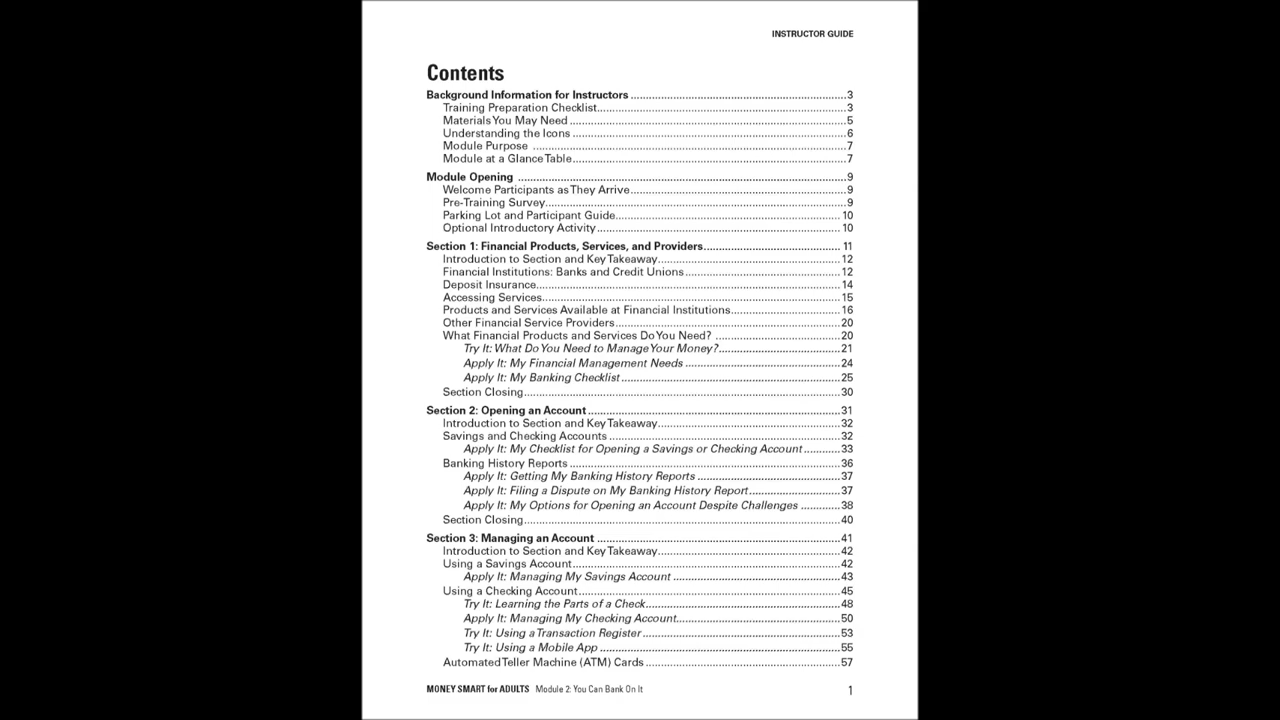 INSTRUCTOR GUIDE
Contents
Background Information for Instructors ........ 3
Training Preparation Checklist ........ 3
Materials You May Need ........ 5
Understanding the Icons ........ 6
Module Purpose ........ 7
Module at a Glance Table ........ 7
Module Opening ........ 9
Welcome Participants as They Arrive ........ 9
Pre-Training Survey ........ 9
Parking Lot and Participant Guide ........ 10
Optional Introductory Activity ........ 10
Section 1: Financial Products, Services, and Providers ........ 11
Introduction to Section and Key Takeaway ........ 12
Financial Institutions: Banks and Credit Unions ........ 12
Deposit Insurance ........ 14
Accessing Services ........ 15
Products and Services Available at Financial Institutions ........ 16
Other Financial Service Providers ........ 20
What Financial Products and Services Do You Need? ........ 20
Try It: What Do You Need to Manage Your Money? ........ 21
Apply It: My Financial Management Needs ........ 24
Apply It: My Banking Checklist ........ 25
Section Closing ........ 30
Section 2: Opening an Account ........ 31
Introduction to Section and Key Takeaway ........ 32
Savings and Checking Accounts ........ 32
Apply It: My Checklist for Opening a Savings or Checking Account ........ 33
Banking History Reports ........ 36
Apply It: Getting My Banking History Reports ........ 37
Apply It: Filing a Dispute on My Banking History Report ........ 37
Apply It: My Options for Opening an Account Despite Challenges ........ 38
Section Closing ........ 40
Section 3: Managing an Account ........ 41
Introduction to Section and Key Takeaway ........ 42
Using a Savings Account ........ 42
Apply It: Managing My Savings Account ........ 43
Using a Checking Account ........ 45
Try It: Learning the Parts of a Check ........ 48
Apply It: Managing My Checking Account ........ 50
Try It: Using a Transaction Register ........ 53
Try It: Using a Mobile App ........ 55
Automated Teller Machine (ATM) Cards ........ 57
MONEY SMART for ADULTS Module 2: You Can Bank On It 1